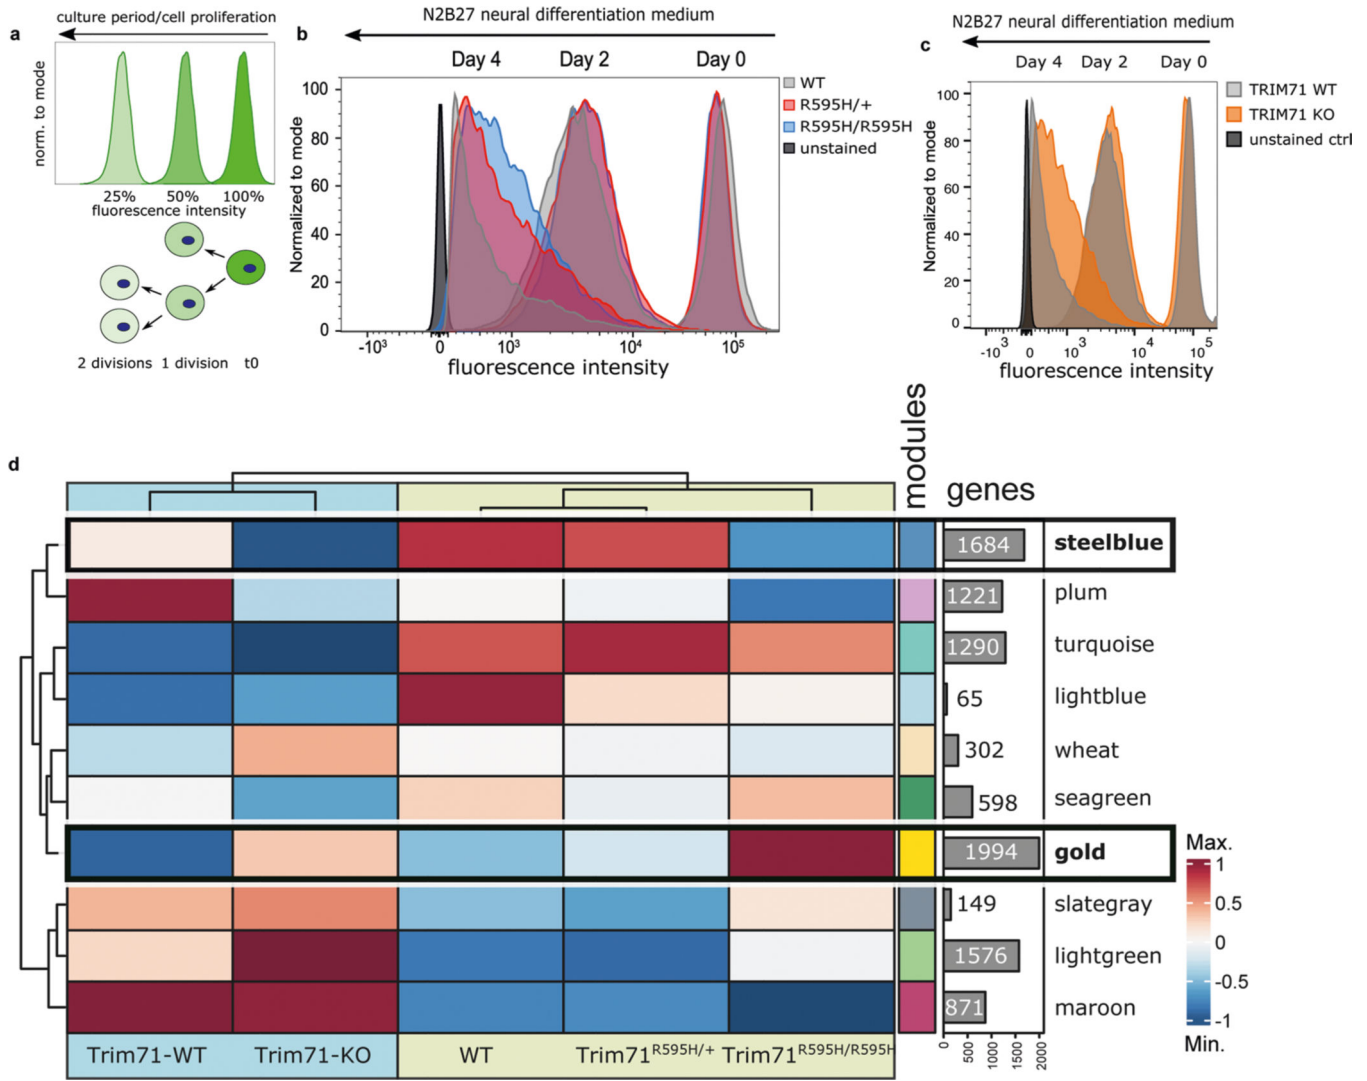 a
culture period/cell proliferation
norm. to mode
25% 50% 100%
fluorescence intensity
2 divisions 1 division t0
b
N2B27 neural differentiation medium
Day 4 Day 2 Day 0
Normalized to mode
100
80
60
40
20
0
-10³ 0 10³ 10⁴ 10⁵
fluorescence intensity
WT
R595H/+
R595H/R595H
unstained
c
N2B27 neural differentiation medium
Day 4 Day 2 Day 0
Normalized to mode
100
80
60
40
20
0
-10³ 0 10³ 10⁴ 10⁵
fluorescence intensity
TRIM71 WT
TRIM71 KO
unstained ctrl
d
modules
genes
1684 steelblue
1221 plum
1290 turquoise
65 lightblue
302 wheat
598 seagreen
1994 gold
149 slategray
1576 lightgreen
871 maroon
Trim71-WT Trim71-KO WT Trim71R595H/+ Trim71R595H/R595H
0 500 1000 1500 2000
Max.
1
0.5
0
-0.5
-1
Min.